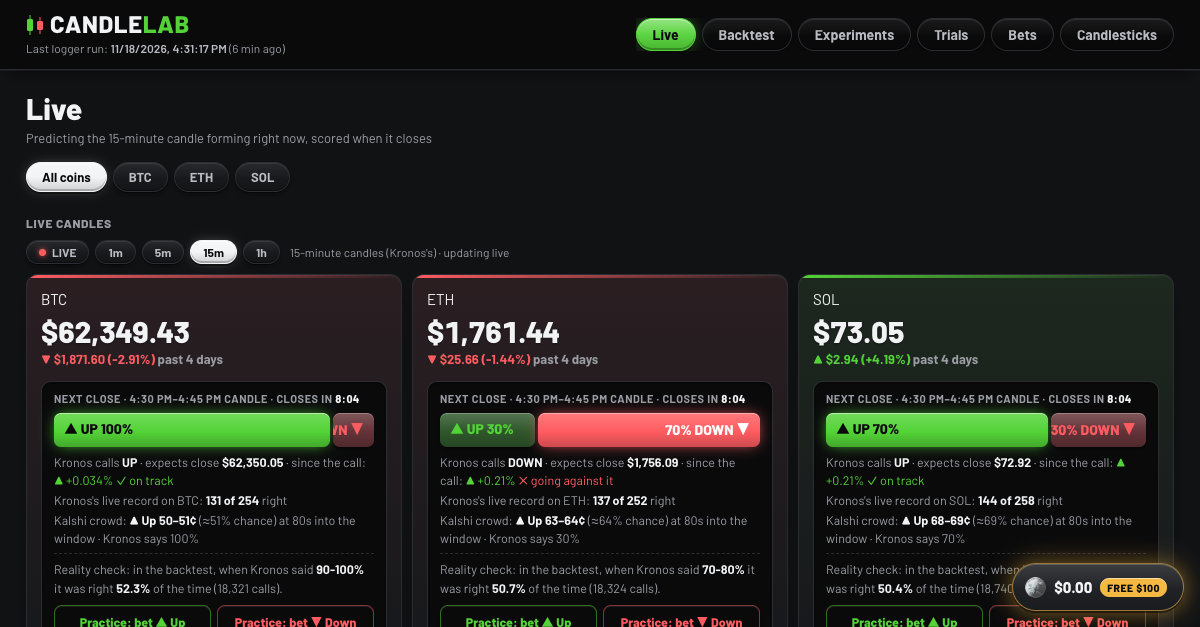 CANDLELAB
Last logger run: 11/18/2026, 4:31:17 PM (6 min ago)
Live
Backtest
Experiments
Trials
Bets
Candlesticks
Live
Predicting the 15-minute candle forming right now, scored when it closes
All coins
BTC
ETH
SOL
LIVE CANDLES
LIVE
1m
5m
15m
1h
15-minute candles (Kronos's) · updating live
BTC
$62,349.43
▼ $1,871.60 (-2.91%) past 4 days
NEXT CLOSE · 4:30 PM–4:45 PM CANDLE · CLOSES IN 8:04
▲ UP 100%
▼
Kronos calls UP · expects close $62,350.05 · since the call:
▲ +0.034% ✓ on track
Kronos's live record on BTC: 131 of 254 right
Kalshi crowd: ▲ Up 50–51¢ (≈51% chance) at 80s into the
window · Kronos says 100%
Reality check: in the backtest, when Kronos said 90-100%
it was right 52.3% of the time (18,321 calls).
Practice: bet ▲ Up
Practice: bet ▼ Down
ETH
$1,761.44
▼ $25.66 (-1.44%) past 4 days
NEXT CLOSE · 4:30 PM–4:45 PM CANDLE · CLOSES IN 8:04
▲ UP 30%
70% DOWN ▼
Kronos calls DOWN · expects close $1,756.09 · since the
call: ▲ +0.21% ✕ going against it
Kronos's live record on ETH: 137 of 252 right
Kalshi crowd: ▲ Up 63–64¢ (≈64% chance) at 80s into the
window · Kronos says 30%
Reality check: in the backtest, when Kronos said 70-80% it
was right 50.7% of the time (18,324 calls).
Practice: bet ▲ Up
Practice: bet ▼ Down
SOL
$73.05
▲ $2.94 (+4.19%) past 4 days
NEXT CLOSE · 4:30 PM–4:45 PM CANDLE · CLOSES IN 8:04
▲ UP 70%
30% DOWN ▼
Kronos calls UP · expects close $72.92 · since the call: ▲
+0.21% ✓ on track
Kronos's live record on SOL: 144 of 258 right
Kalshi crowd: ▲ Up 68–69¢ (≈69% chance) at 80s into the
window · Kronos says 70%
Reality check: in the backtest, when
was right 50.4% of the time
Practice: bet ▲ Up
Practice: bet ▼ Down
$0.00
FREE $100